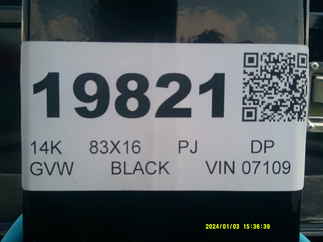 19821
14K 83X16 PJ DP
GVW BLACK VIN 07109
2024/01/03 15:36:39